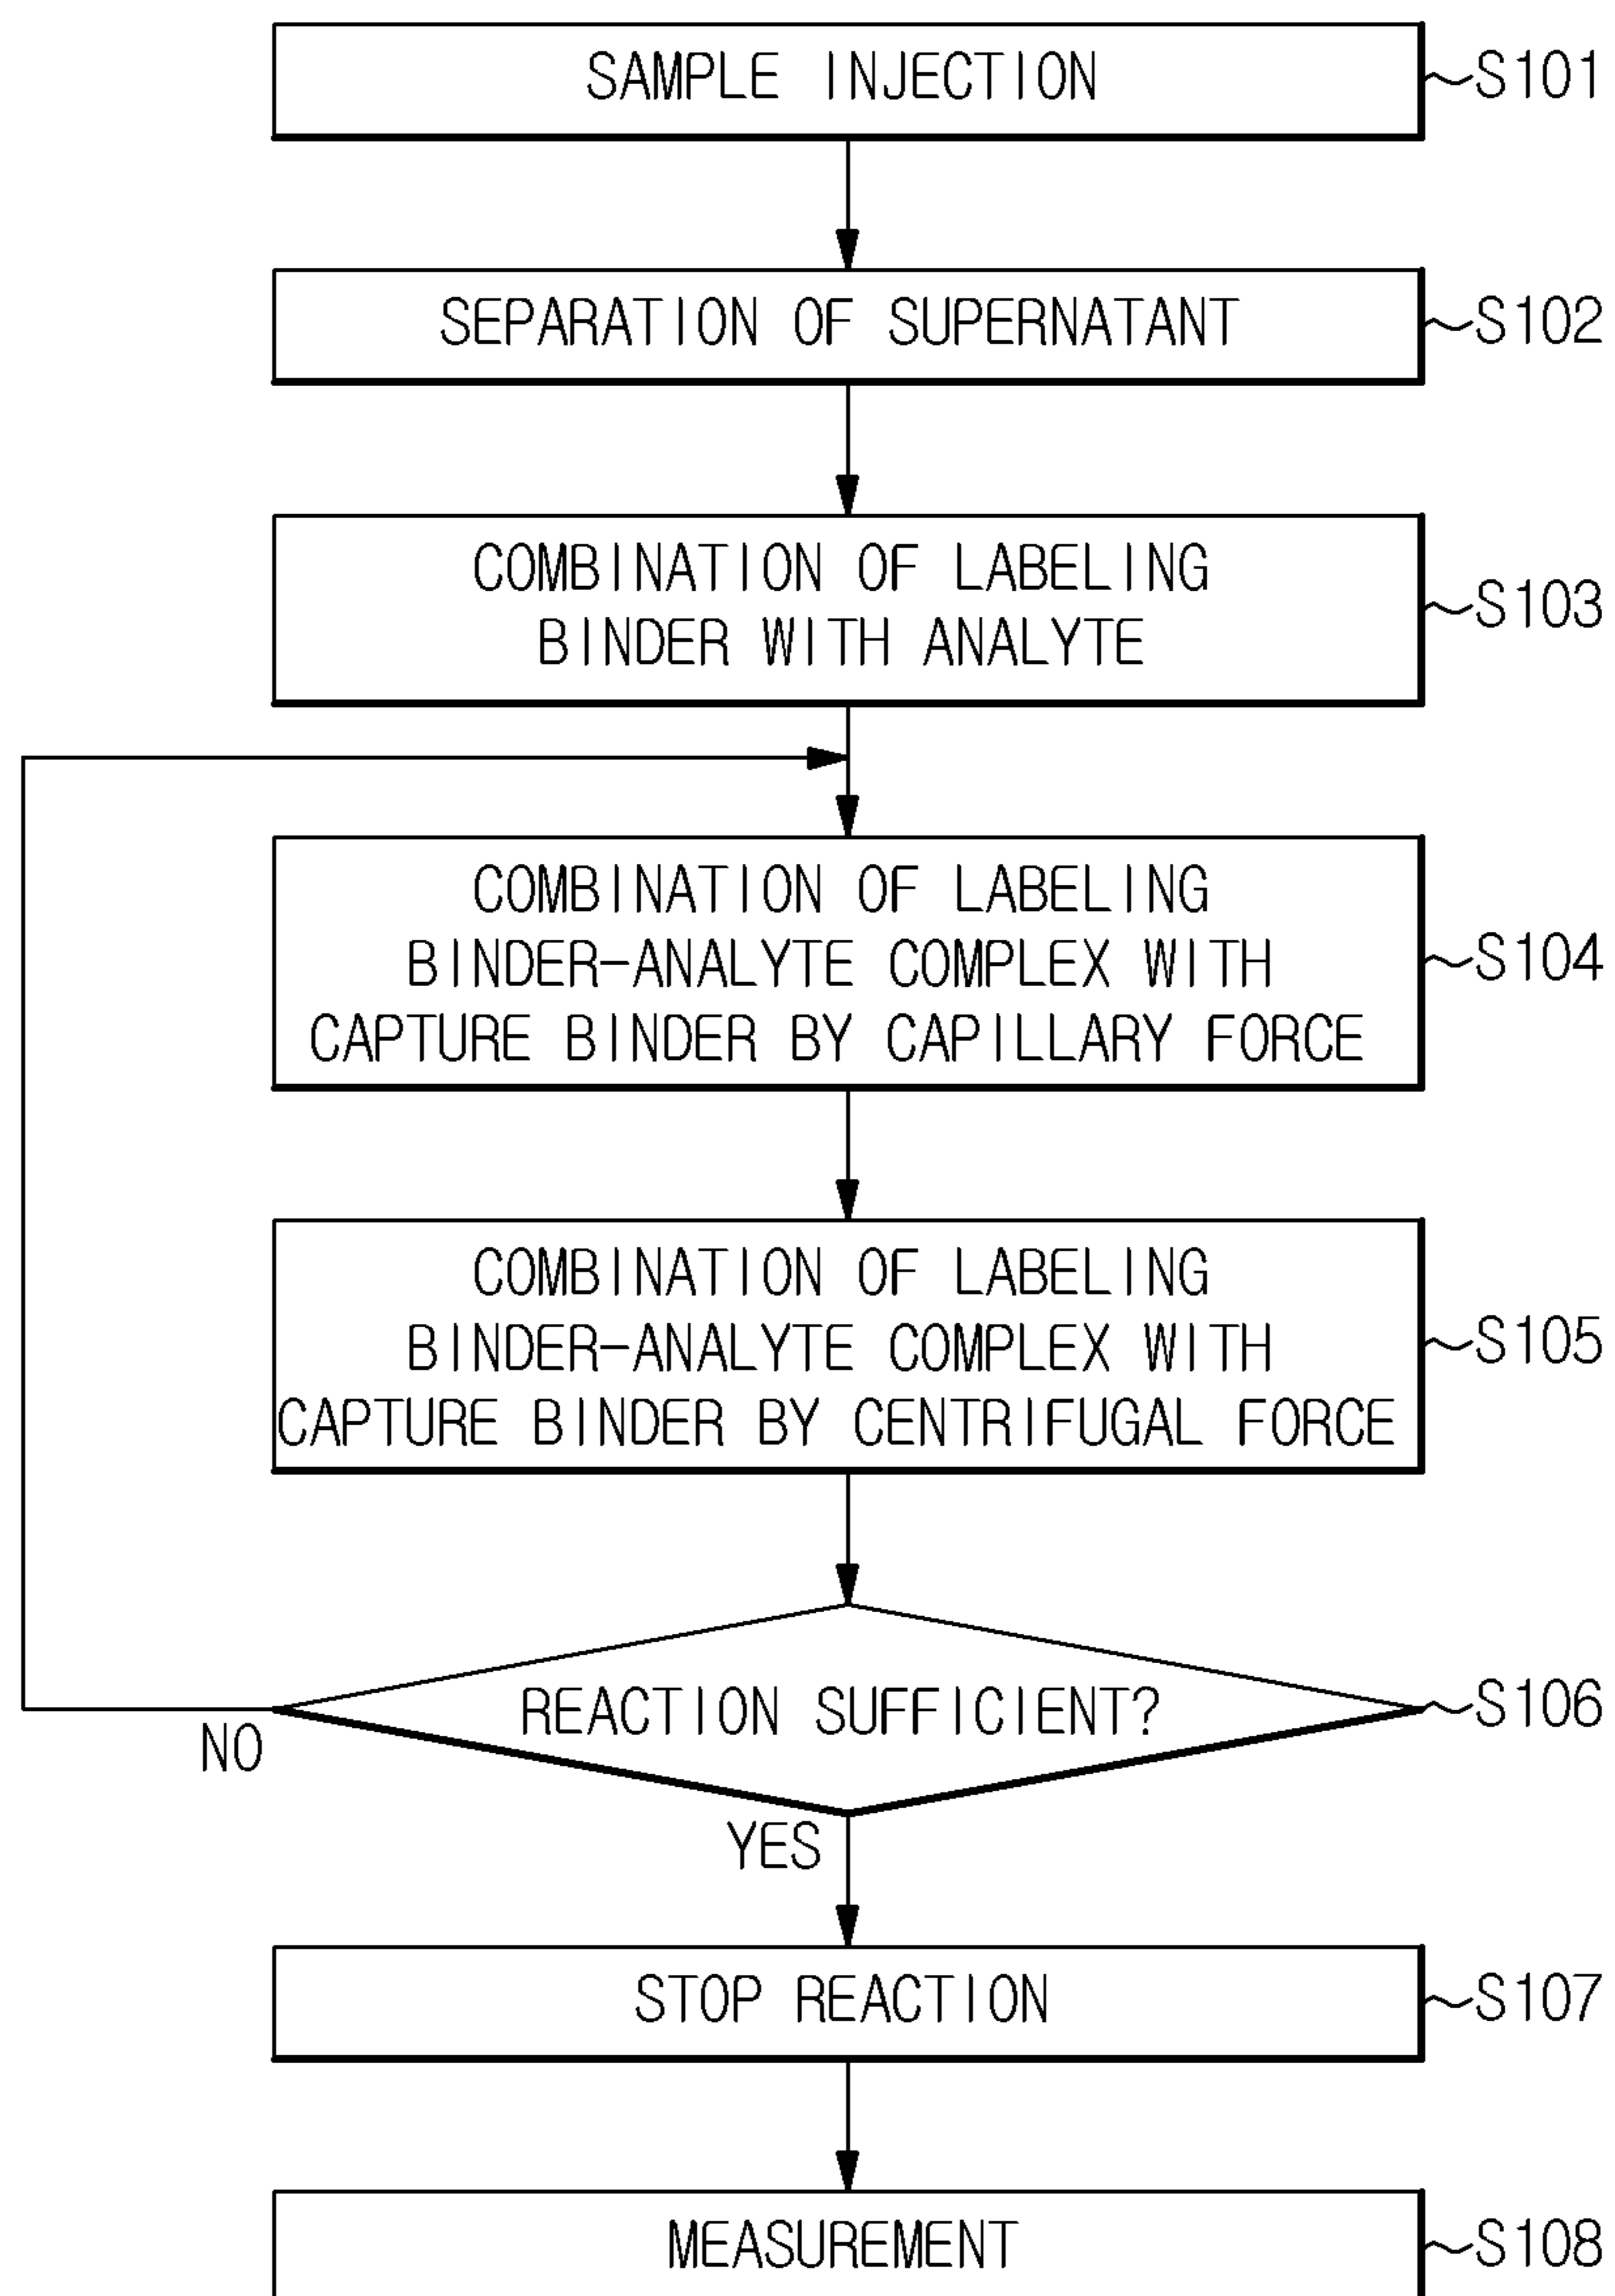 SAMPLE INJECTION
S101
SEPARATION OF SUPERNATANT
S102
COMBINATION OF LABELING
BINDER WITH ANALYTE
S103
COMBINATION OF LABELING
BINDER-ANALYTE COMPLEX WITH
CAPTURE BINDER BY CAPILLARY FORCE
S104
COMBINATION OF LABELING
BINDER-ANALYTE COMPLEX WITH
CAPTURE BINDER BY CENTRIFUGAL FORCE
S105
REACTION SUFFICIENT?
S106
NO
YES
STOP REACTION
S107
MEASUREMENT
S108